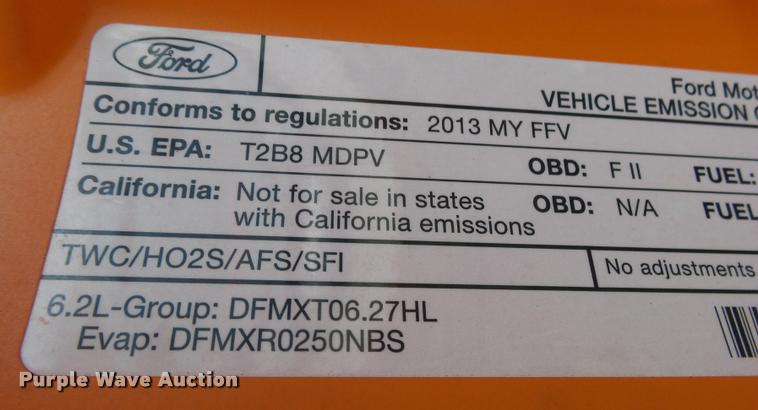 Ford
Ford Mot
VEHICLE EMISSION
Conforms to regulations: 2013 MY FFV
U.S. EPA: T2B8 MDPV OBD: F II FUEL:
California: Not for sale in states OBD: N/A FUEL
with California emissions
TWC/HO2S/AFS/SFI No adjustments
6.2L-Group: DFMXT06.27HL
Evap: DFMXR0250NBS
Purple Wave Auction